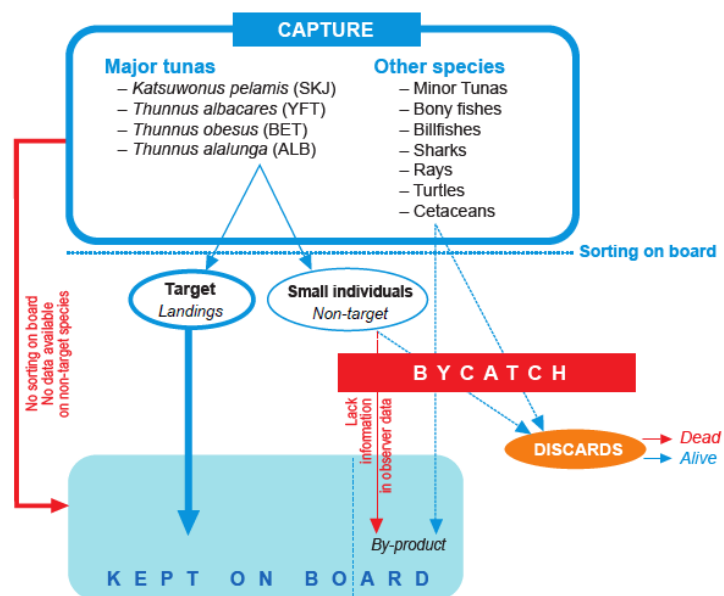 CAPTURE
Major tunas
– Katsuwonus pelamis (SKJ)
– Thunnus albacares (YFT)
– Thunnus obesus (BET)
– Thunnus alalunga (ALB)
Other species
– Minor Tunas
– Bony fishes
– Billfishes
– Sharks
– Rays
– Turtles
– Cetaceans
Sorting on board
Target
Landings
Small individuals
Non-target
No sorting on board
No data available
on non-target species
BYCATCH
Lack
information
in observer data
DISCARDS
Dead
Alive
By-product
KEPT ON BOARD